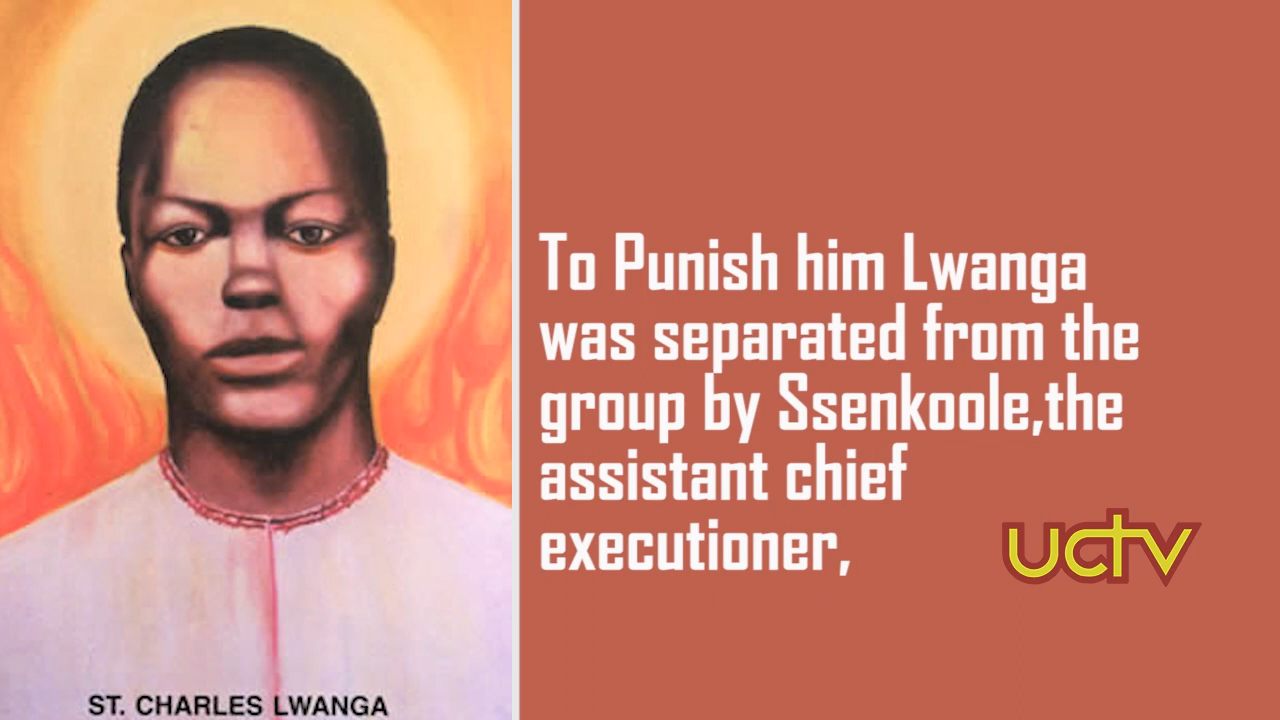 To Punish him Lwanga
was separated from the
group by Ssenkoole,the
assistant chief
executioner,
uctv
ST. CHARLES LWANGA